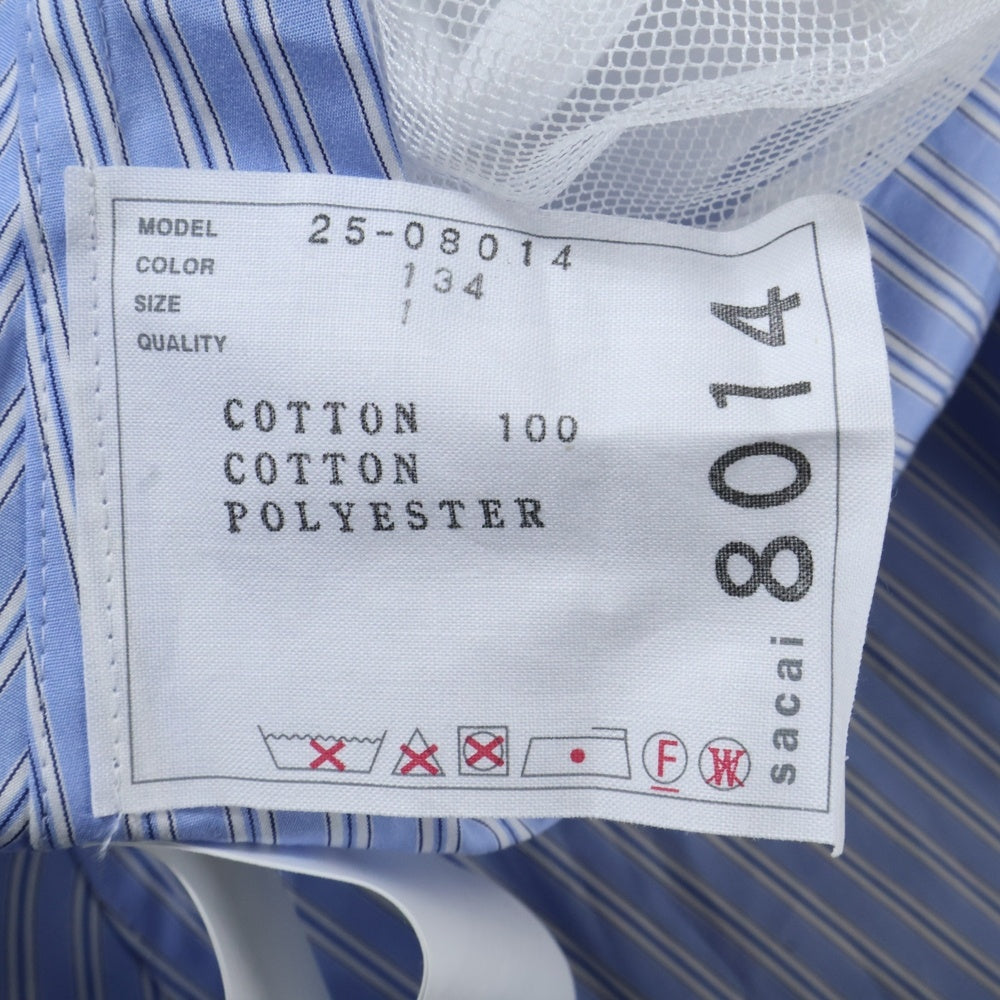 MODEL 25-08014
COLOR 134
SIZE 1
QUALITY
COTTON 100
COTTON
POLYESTER
sacai 8014
F
W